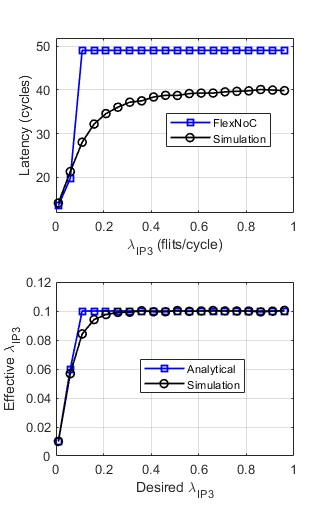 50
40
30
20
Latency (cycles)
FlexNoC
Simulation
0 0.2 0.4 0.6 0.8 1
λIP3 (flits/cycle)
0.12
0.1
0.08
0.06
0.04
0.02
0
Effective λIP3
Analytical
Simulation
0 0.2 0.4 0.6 0.8 1
Desired λIP3